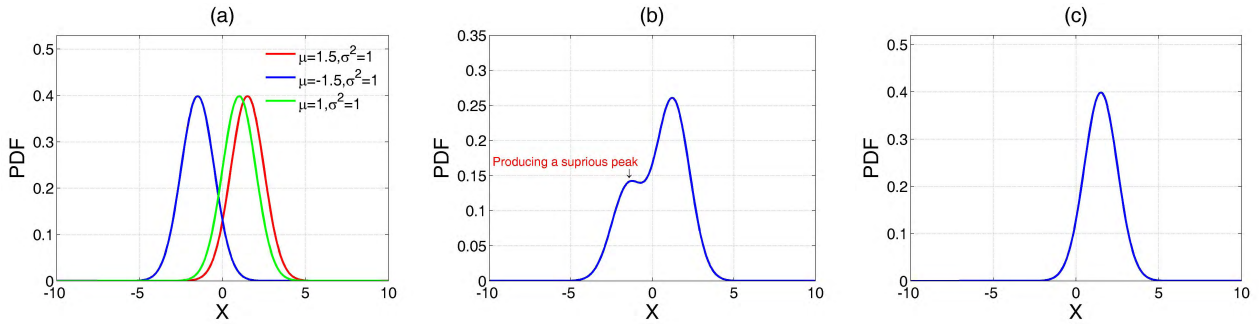 (a)
0.5
0.4
0.3
0.2
0.1
0
PDF
-10
-5
0
5
10
X
μ=1.5,σ²=1
μ=-1.5,σ²=1
μ=1,σ²=1
(b)
0.35
0.3
0.25
0.2
0.15
0.1
0.05
0
PDF
-10
-5
0
5
10
X
Producing a suprious peak
↓
(c)
0.5
0.4
0.3
0.2
0.1
0
PDF
-10
-5
0
5
10
X